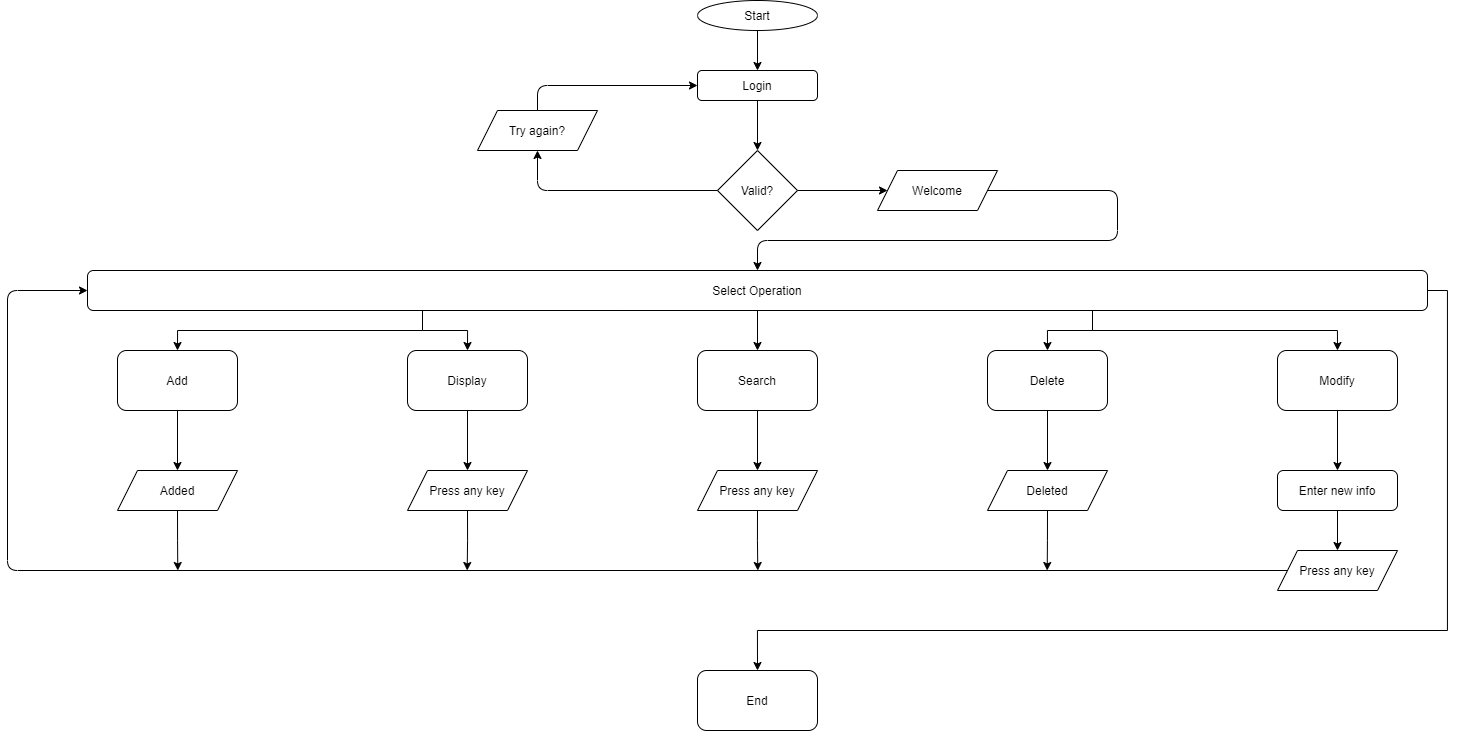 Start
Login
Try again?
Valid?
Welcome
Select Operation
Add
Display
Search
Delete
Modify
Added
Press any key
Press any key
Deleted
Enter new info
Press any key
End